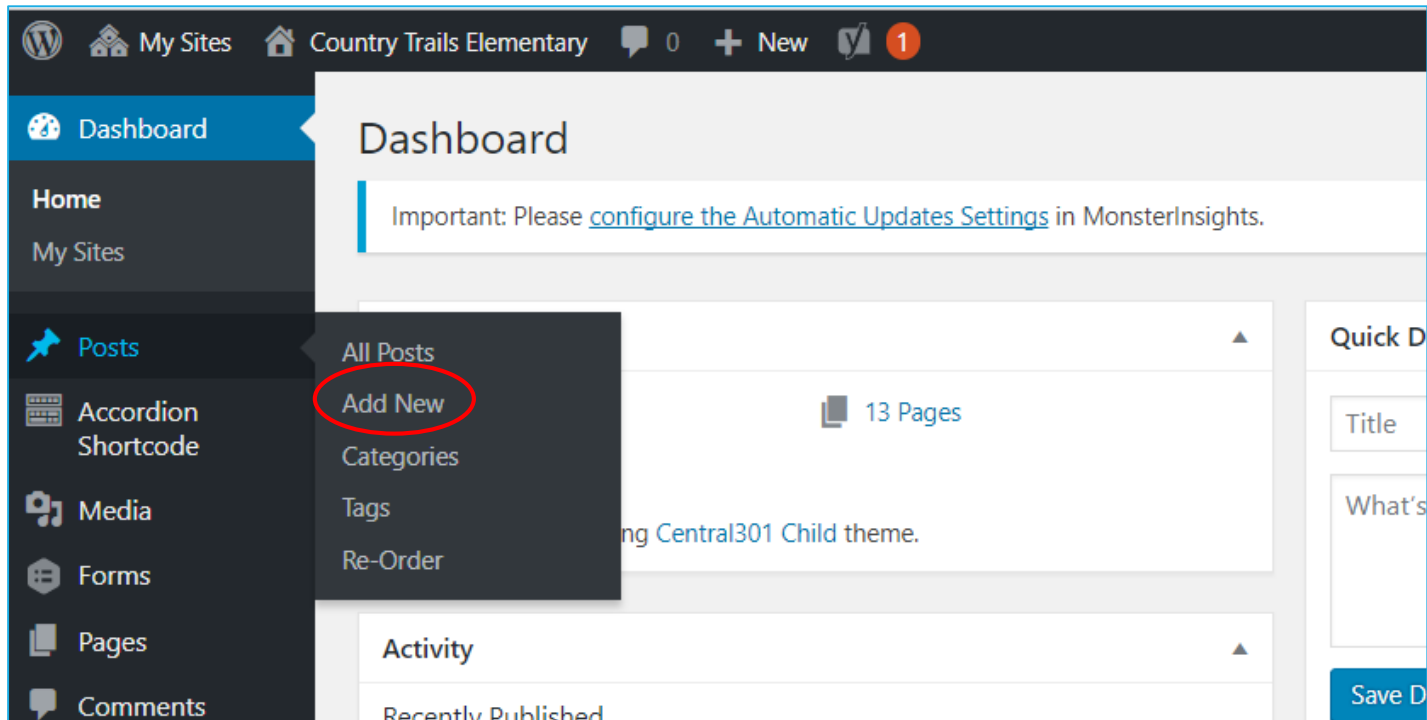 My Sites Country Trails Elementary 0 New 1
Dashboard
Home
My Sites
Posts
Accordion
Shortcode
Media
Forms
Pages
Comments
All Posts
Add New
Categories
Tags
Re-Order
Dashboard
Important: Please configure the Automatic Updates Settings in MonsterInsights.
13 Pages
ng Central301 Child theme.
Activity
Recently Published
Quick D
Title
What's
Save D